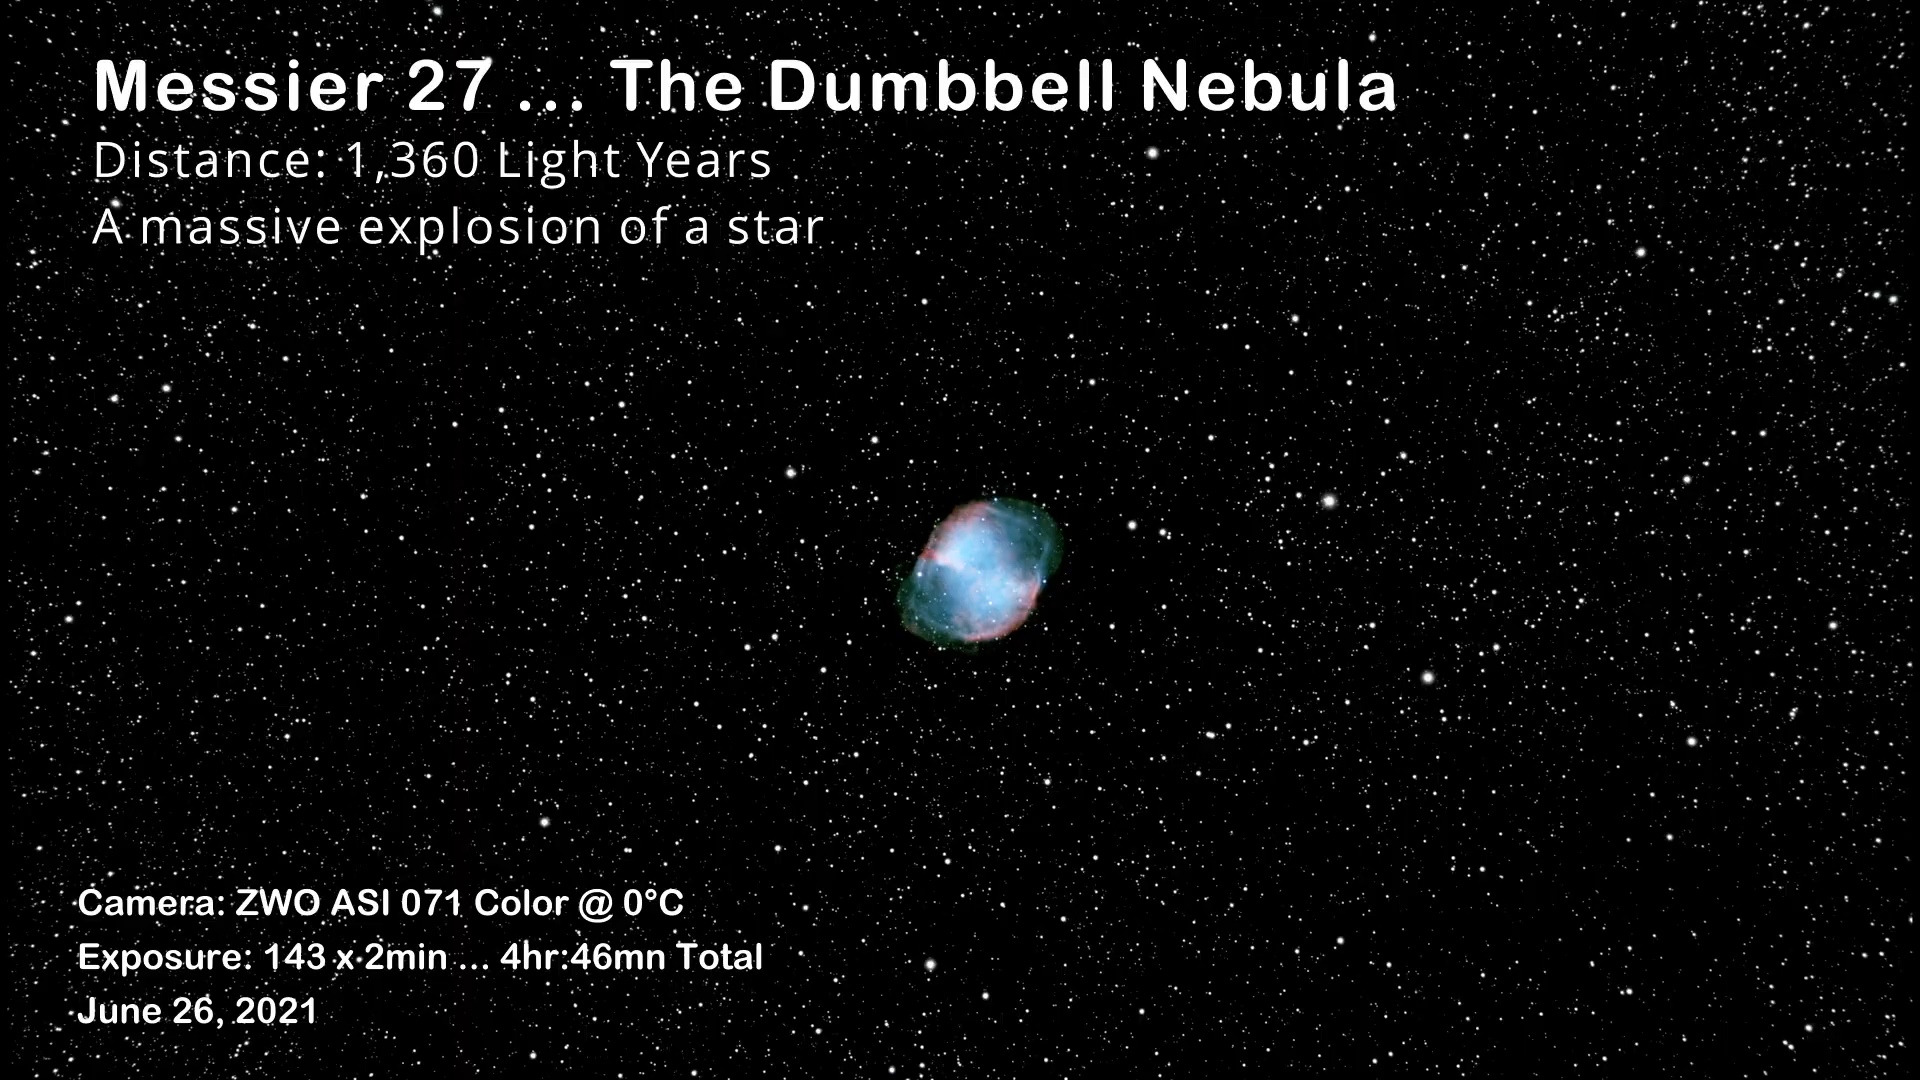 Messier 27 ... The Dumbbell Nebula
Distance: 1,360 Light Years
A massive explosion of a star
Camera: ZWO ASI 071 Color @ 0°C
Exposure: 143 x 2min ... 4hr:46mn Total
June 26, 2021